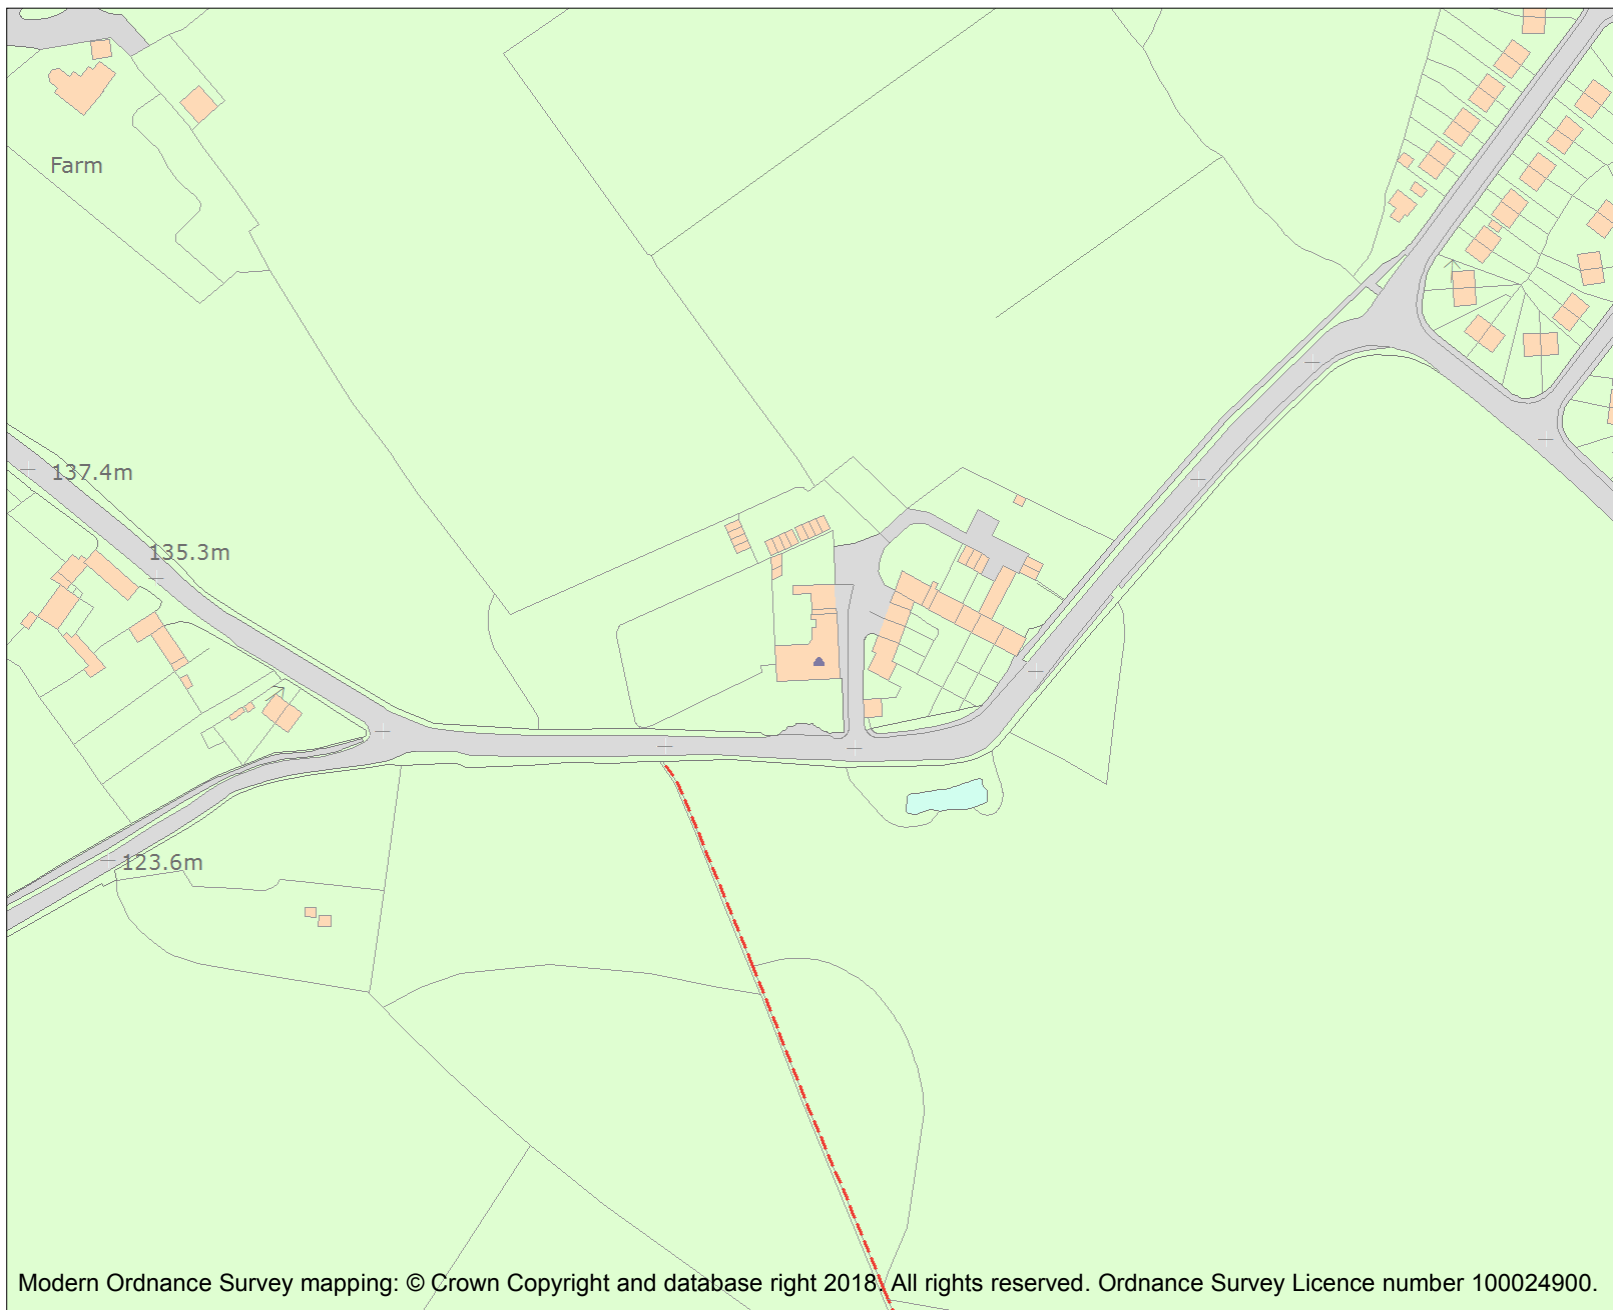 Farm
137.4m
135.3m
123.6m
Modern Ordnance Survey mapping: © Crown Copyright and database right 2018. All rights reserved. Ordnance Survey Licence number 100024900.